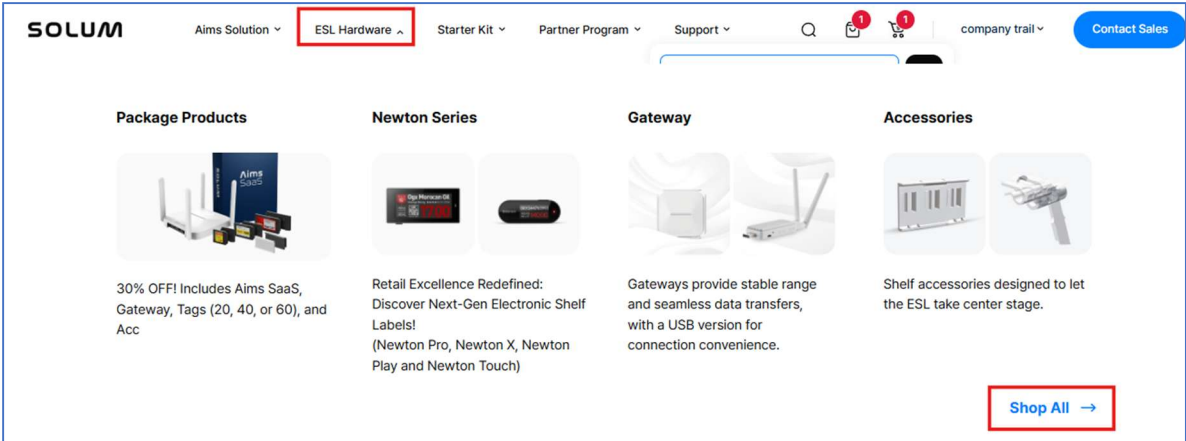 SOLUM
Aims Solution
ESL Hardware
Starter Kit
Partner Program
Support
1
1
company trail
Contact Sales
Package Products
Newton Series
Gateway
Accessories
SOLUM
Aims
SaaS
30% OFF! Includes Aims SaaS,
Gateway, Tags (20, 40, or 60), and
Acc
Retail Excellence Redefined:
Discover Next-Gen Electronic Shelf
Labels!
(Newton Pro, Newton X, Newton
Play and Newton Touch)
Gateways provide stable range
and seamless data transfers,
with a USB version for
connection convenience.
Shelf accessories designed to let
the ESL take center stage.
Shop All →